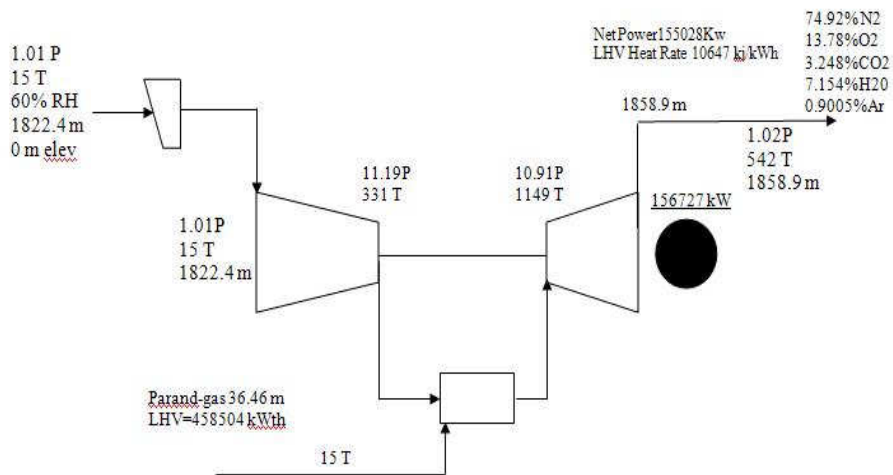 1.01 P
15 T
60% RH
1822.4 m
0 m elev
NetPower155028Kw
LHV Heat Rate 10647 kj/kWh
74.92%N2
13.78%O2
3.248%CO2
7.154%H20
0.9005%Ar
1858.9 m
1.02P
542 T
1858.9 m
11.19P
331 T
10.91P
1149 T
156727 kW
1.01P
15 T
1822.4 m
Parand-gas 36.46 m
LHV=458504 kWth
15 T